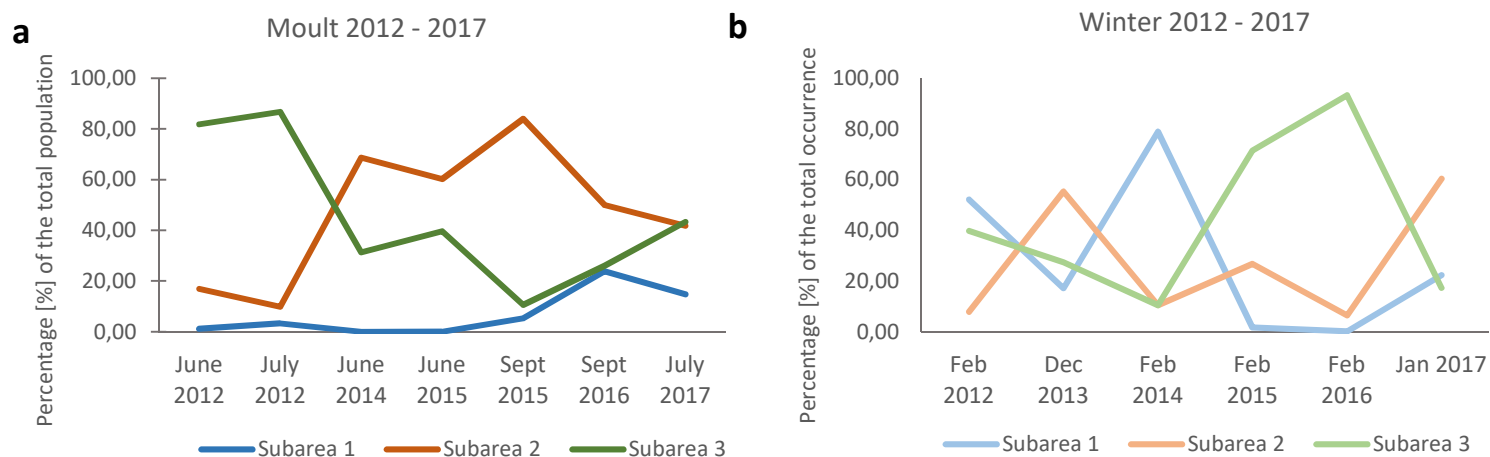 a
Moult 2012 - 2017
Percentage [%] of the total population
100,00
80,00
60,00
40,00
20,00
0,00
June 2012
July 2012
June 2014
June 2015
Sept 2015
Sept 2016
July 2017
Subarea 1
Subarea 2
Subarea 3
b
Winter 2012 - 2017
Percentage [%] of the total occurrence
100,00
80,00
60,00
40,00
20,00
0,00
Feb 2012
Dec 2013
Feb 2014
Feb 2015
Feb 2016
Jan 2017
Subarea 1
Subarea 2
Subarea 3